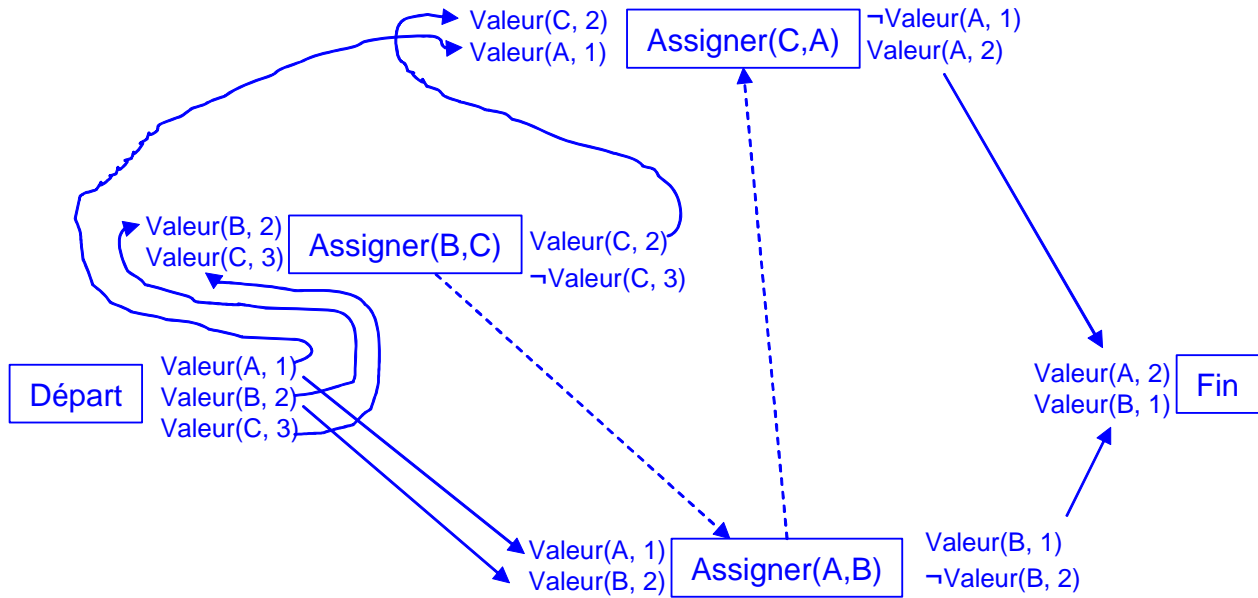 Valeur(C, 2)
Valeur(A, 1)
Assigner(C,A)
¬Valeur(A, 1)
Valeur(A, 2)
Valeur(B, 2)
Valeur(C, 3)
Assigner(B,C)
Valeur(C, 2)
¬Valeur(C, 3)
Départ
Valeur(A, 1)
Valeur(B, 2)
Valeur(C, 3)
Valeur(A, 2)
Valeur(B, 1)
Fin
Valeur(A, 1)
Valeur(B, 2)
Assigner(A,B)
Valeur(B, 1)
¬Valeur(B, 2)